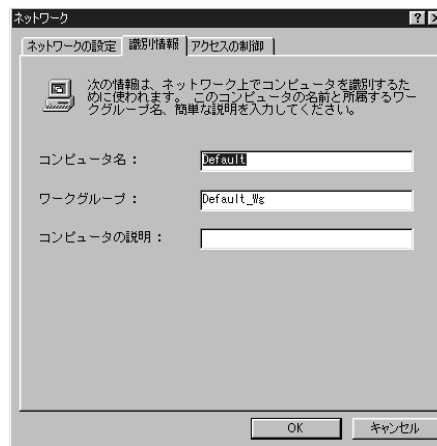 ネットワーク
ネットワークの設定 識別情報 アクセスの制御
次の情報は、ネットワーク上でコンピュータを識別するた
めに使われます。 このコンピュータの名前と所属するワー
クグループ名、簡単な説明を入力してください。
コンピュータ名：
Default
ワークグループ：
Default_Wg
コンピュータの説明：
OK キャンセル